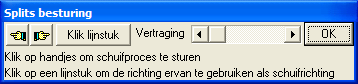 Splits besturing
Klik lijnstuk Vertraging OK
Klik op handjes om schuifproces te sturen
Klik op een lijnstuk om de richting ervan te gebruiken als schuifrichting